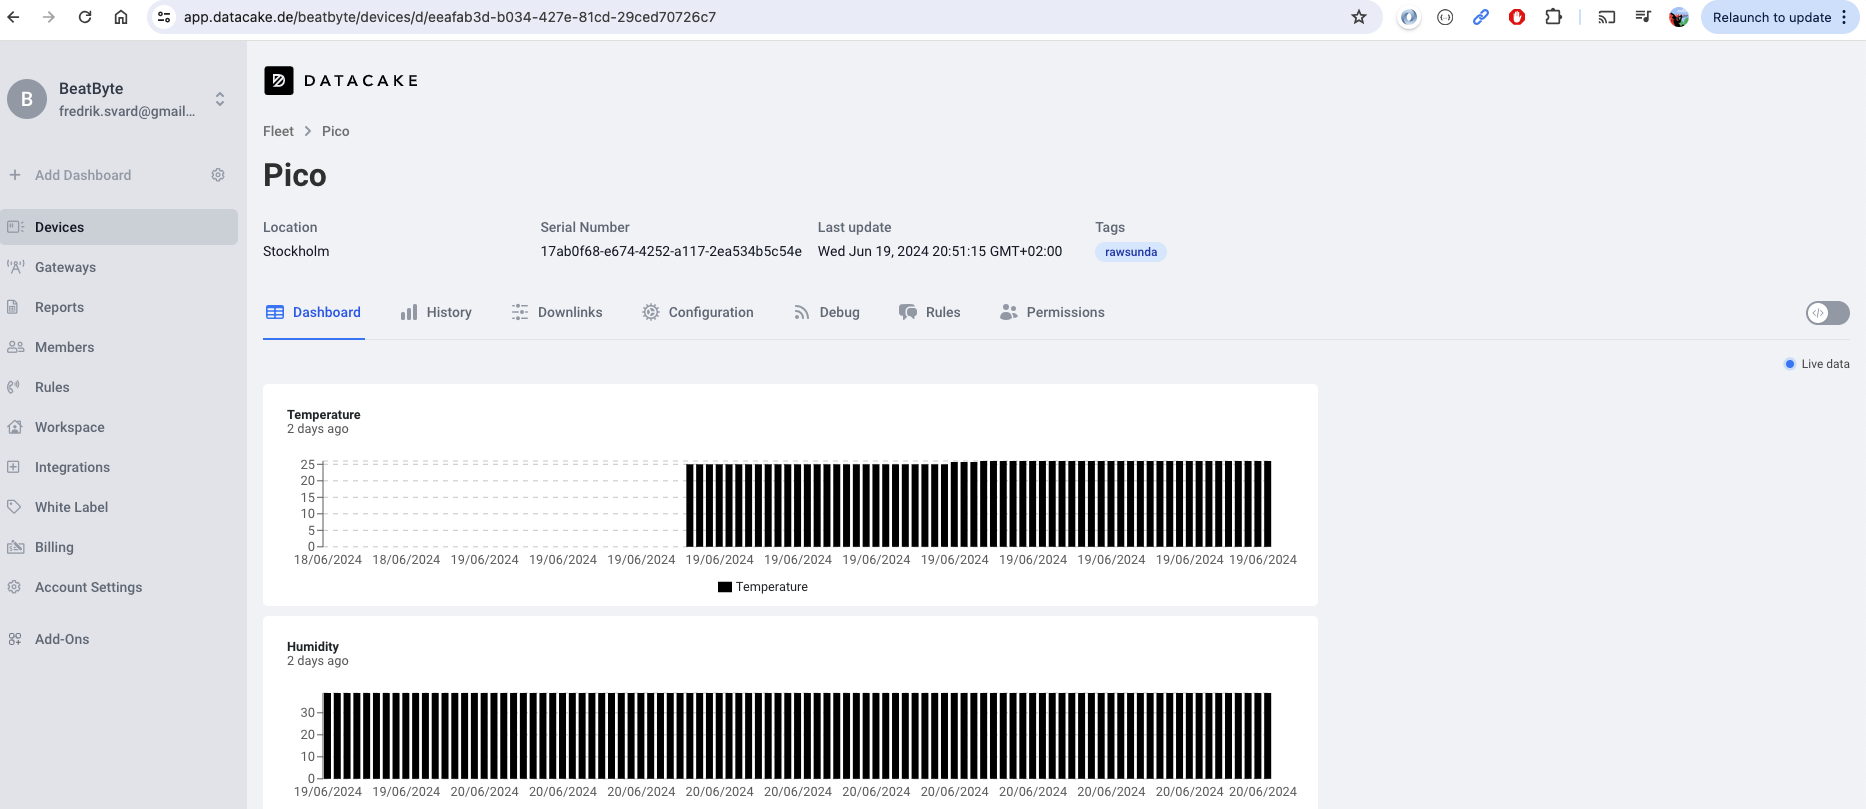 app.datacake.de/beatbyte/devices/d/eeafab3d-b034-427e-81cd-29ced70726c7
Relaunch to update
B
BeatByte
fredrik.svard@gmail...
Add Dashboard
Devices
Gateways
Reports
Members
Rules
Workspace
Integrations
White Label
Billing
Account Settings
Add-Ons
DATACAKE
Fleet > Pico
Pico
Location Serial Number Last update Tags
Stockholm 17ab0f68-e674-4252-a117-2ea534b5c54e Wed Jun 19, 2024 20:51:15 GMT+02:00 rawsunda
Dashboard History Downlinks Configuration Debug Rules Permissions
Live data
Temperature
2 days ago
25
20
15
10
5
0
18/06/2024 18/06/2024 19/06/2024 19/06/2024 19/06/2024 19/06/2024 19/06/2024 19/06/2024 19/06/2024 19/06/2024 19/06/2024 19/06/2024 19/06/2024
Temperature
Humidity
2 days ago
30
20
10
0
19/06/2024 19/06/2024 20/06/2024 20/06/2024 20/06/2024 20/06/2024 20/06/2024 20/06/2024 20/06/2024 20/06/2024 20/06/2024 20/06/2024 20/06/2024